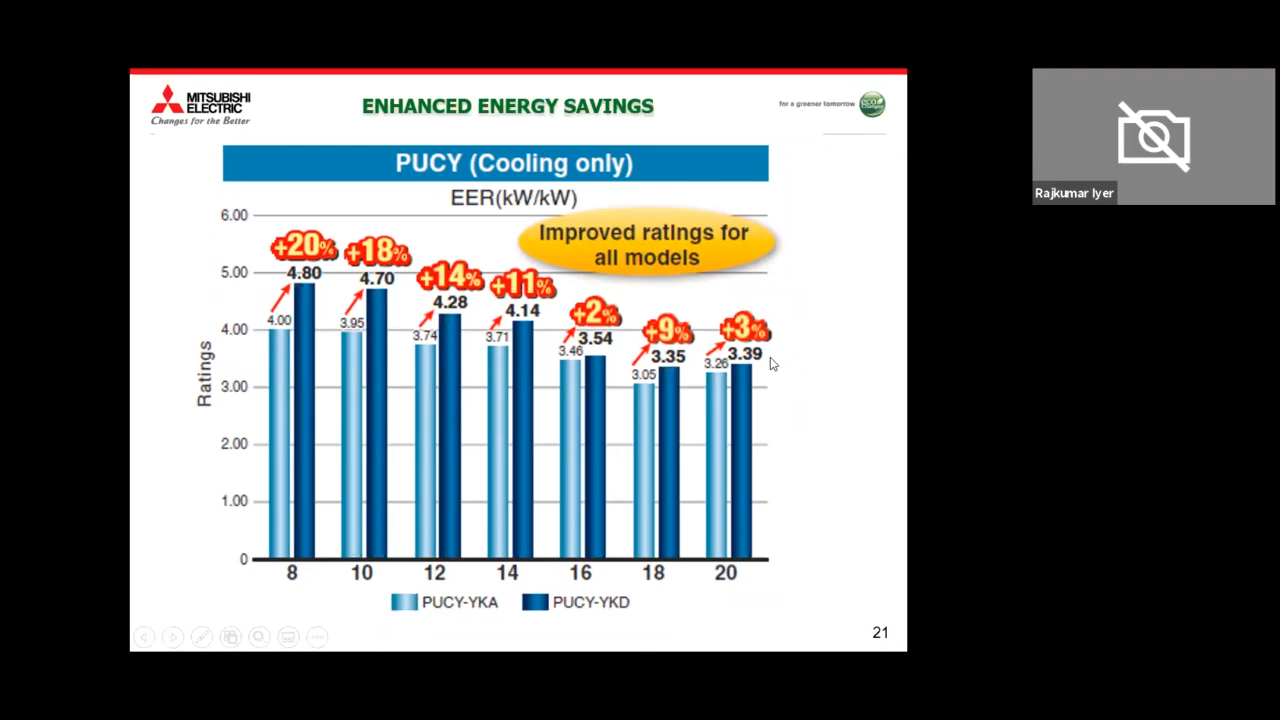 MITSUBISHI
ELECTRIC
Changes for the Better
ENHANCED ENERGY SAVINGS
for a greener tomorrow
eco
Changes
PUCY (Cooling only)
EER(kW/kW)
Improved ratings for
all models
Ratings
6.00
5.00
4.00
3.00
2.00
1.00
0
+20%
4.80
4.00
+18%
4.70
3.95
+14%
4.28
3.74
+11%
4.14
3.71
+2%
3.54
3.46
+9%
3.35
3.05
+3%
3.39
3.26
8 10 12 14 16 18 20
PUCY-YKA PUCY-YKD
21
Rajkumar Iyer